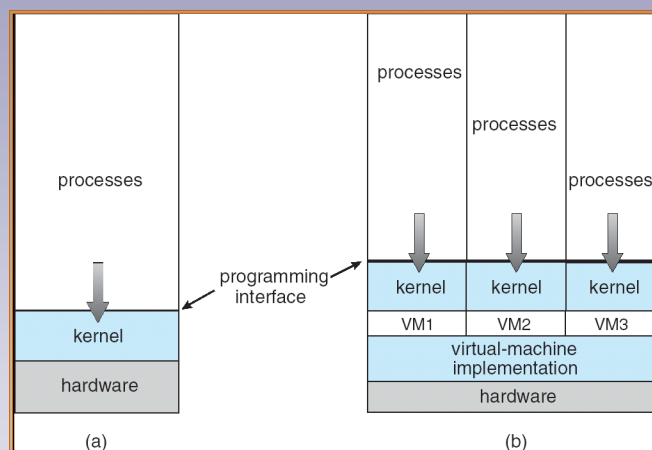 processes
kernel
hardware
(a)
programming
interface
processes
processes
processes
kernel
kernel
kernel
VM1
VM2
VM3
virtual-machine
implementation
hardware
(b)